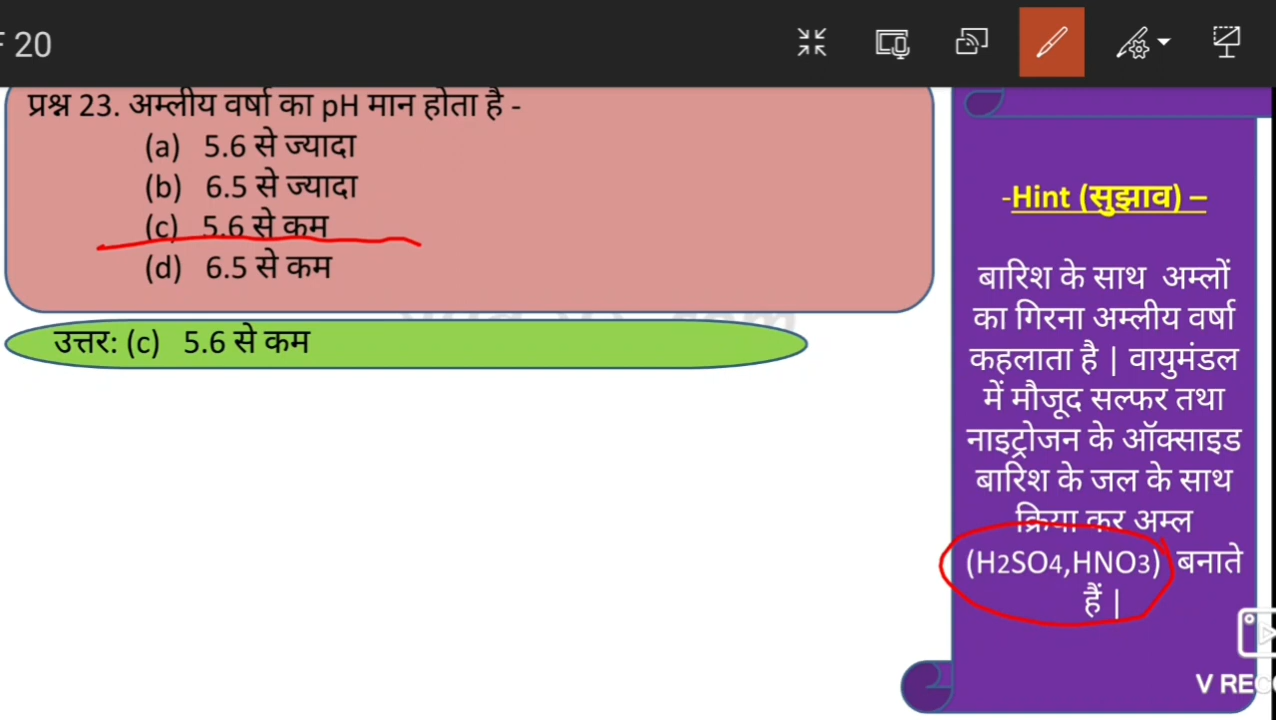 20
प्रश्न 23. अम्लीय वर्षा का pH मान होता है -
(a) 5.6 से ज्यादा
(b) 6.5 से ज्यादा
(c) 5.6 से कम
(d) 6.5 से कम
उत्तर: (c) 5.6 से कम
-Hint (सुझाव) –
बारिश के साथ अम्लों
का गिरना अम्लीय वर्षा
कहलाता है | वायुमंडल
में मौजूद सल्फर तथा
नाइट्रोजन के ऑक्साइड
बारिश के जल के साथ
क्रिया कर अम्ल
(H2SO4,HNO3) बनाते
हैं |
V REC